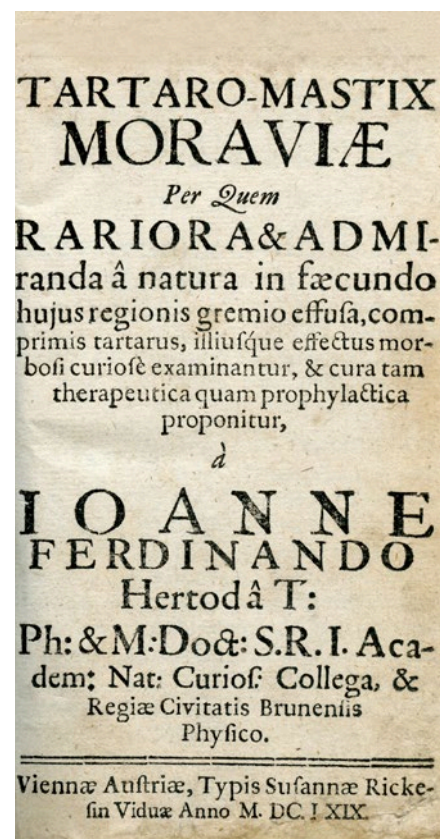 TARTARO-MASTIX
MORAVIÆ
Per Quem
RARIORA & ADMI-
randa â natura in fæcundo
hujus regionis gremio effuſa, com-
primis tartarus, illiuſque effectus mor-
boſi curioſè examinantur, & cura tam
therapeutica quam prophylactica
proponitur,
à
IOANNE
FERDINANDO
Hertod â T:
Ph: & M: Doct: S. R. I. Aca-
dem: Nat: Curioſ: Collega, &
Regiæ Civitatis Brunenſis
Phyſico.
Viennæ Auſtriæ, Typis Suſannæ Ricke-
ſin Viduæ Anno M. DC. LXIX.